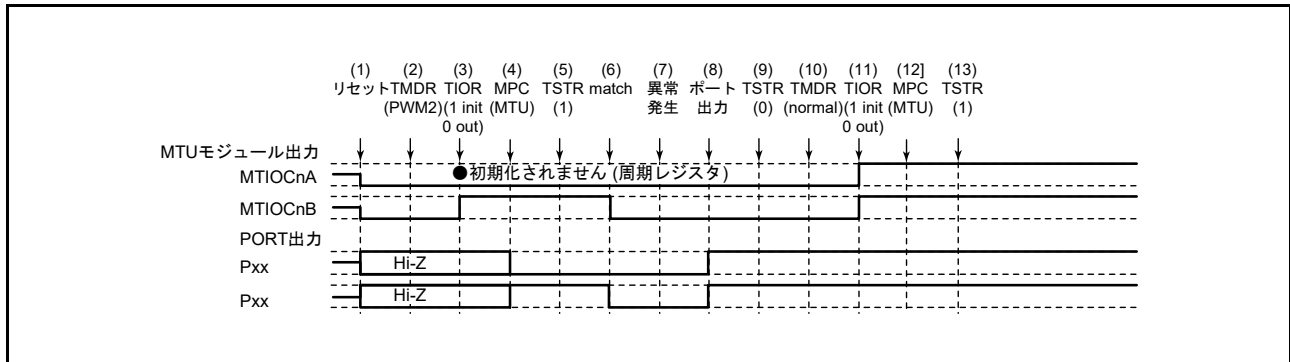 (1) (2) (3) (4) (5) (6) (7) (8) (9) (10) (11) (12] (13)
リセット TMDR TIOR MPC TSTR match 異常 ポート TSTR TMDR TIOR MPC TSTR
(PWM2) (1 init (MTU) (1) 発生 出力 (0) (normal) (1 init (MTU) (1)
0 out) 0 out)
MTUモジュール出力
MTIOCnA ●初期化されません (周期レジスタ)
MTIOCnB
PORT出力
Pxx Hi-Z
Pxx Hi-Z